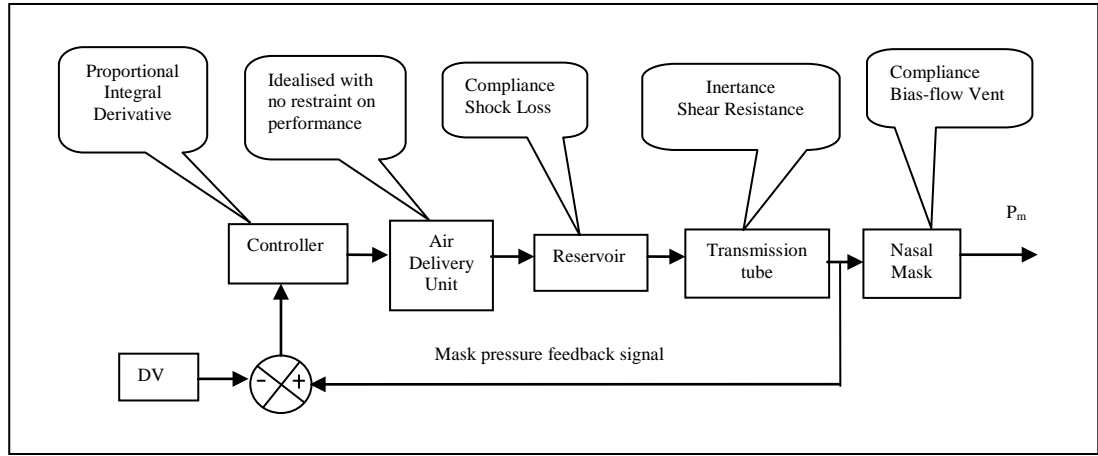 Proportional
Integral
Derivative
Idealised with
no restraint on
performance
Compliance
Shock Loss
Inertance
Shear Resistance
Compliance
Bias-flow Vent
Pm
Controller
Air
Delivery
Unit
Reservoir
Transmission
tube
Nasal
Mask
Mask pressure feedback signal
DV
- +